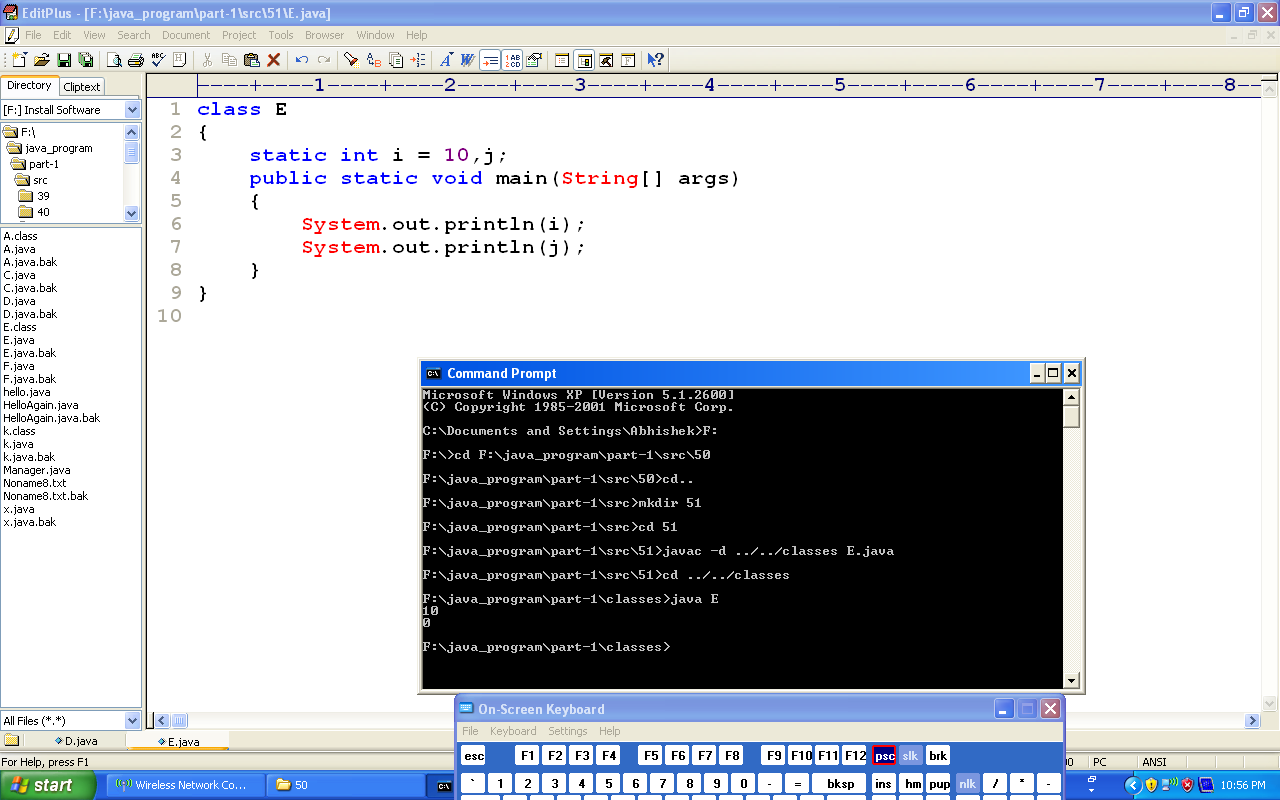 EditPlus - [F:\java_program\part-1\src\51\E.java]
File Edit View Search Document Project Tools Browser Window Help
Directory Cliptext
[F:] Install Software
F:\
java_program
part-1
src
39
40
A.class
A.java
A.java.bak
C.java
C.java.bak
D.java
D.java.bak
E.class
E.java
E.java.bak
F.java
F.java.bak
hello.java
HelloAgain.java
HelloAgain.java.bak
k.class
k.java
k.java.bak
Manager.java
Noname8.txt
Noname8.txt.bak
x.java
x.java.bak
All Files (*.*)
----+----1----+----2----+----3----+----4----+----5----+----6----+----7----+----8--
1 class E
2 {
3 static int i = 10,j;
4 public static void main(String[] args)
5 {
6 System.out.println(i);
7 System.out.println(j);
8 }
9 }
10
Command Prompt
Microsoft Windows XP [Version 5.1.2600]
(C) Copyright 1985-2001 Microsoft Corp.
C:\Documents and Settings\Abhishek>F:
F:\>cd F:\java_program\part-1\src\50
F:\java_program\part-1\src\50>cd..
F:\java_program\part-1\src>mkdir 51
F:\java_program\part-1\src>cd 51
F:\java_program\part-1\src\51>javac -d ../../classes E.java
F:\java_program\part-1\src\51>cd ../../classes
F:\java_program\part-1\classes>java E
10
0
F:\java_program\part-1\classes>
On-Screen Keyboard
File Keyboard Settings Help
esc F1 F2 F3 F4 F5 F6 F7 F8 F9 F10 F11 F12 psc slk brk
` 1 2 3 4 5 6 7 8 9 0 - = bksp ins hm pup nlk / * -
D.java E.java
For Help, press F1
00 PC ANSI
start Wireless Network Co... 50 10:56 PM